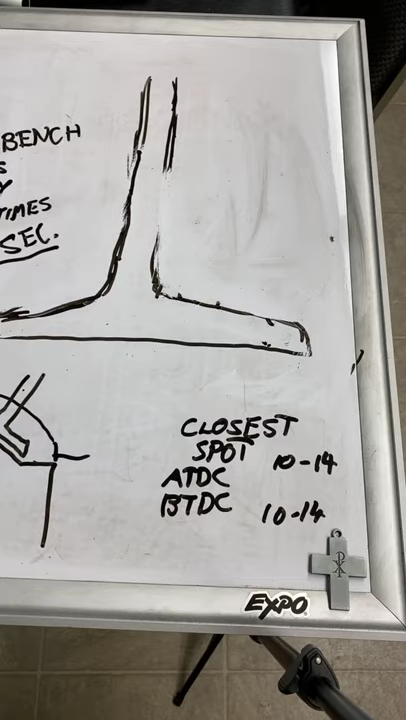 BENCH
TIMES
SEC.
CLOSEST
SPOT 10-14
ATDC
BTDC 10-14
EXPO